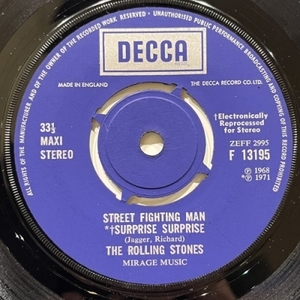 ALL RIGHTS OF THE MANUFACTURER AND OF THE OWNER OF THE RECORDED WORK RESERVED • UNAUTHORISED PUBLIC PERFORMANCE, BROADCASTING AND COPYING OF THIS RECORD PROHIBITED
DECCA
MADE IN ENGLAND
THE DECCA RECORD CO. LTD.
33⅓
MAXI
STEREO
†Electronically
Reprocessed
for Stereo
ZEFF 2995
F 13195
℗ 1968
*℗ 1971
STREET FIGHTING MAN
*†SURPRISE SURPRISE
(Jagger, Richard)
THE ROLLING STONES
MIRAGE MUSIC